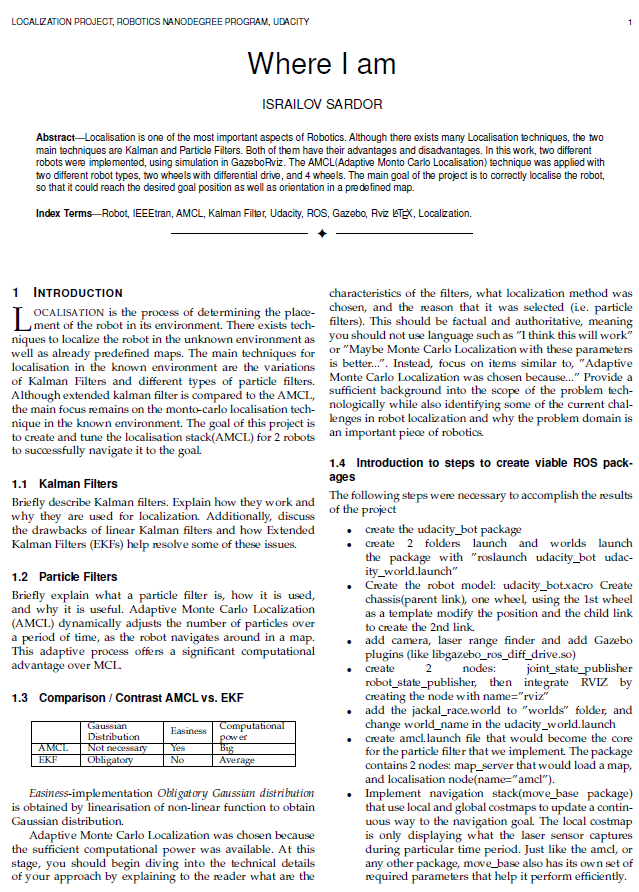 LOCALIZATION PROJECT, ROBOTICS NANODEGREE PROGRAM, UDACITY
1
Where I am
ISRAILOV SARDOR
Abstract—Localisation is one of the most important aspects of Robotics. Although there exists many Localisation techniques, the two
main techniques are Kalman and Particle Filters. Both of them have their advantages and disadvantages. In this work, two different
robots were implemented, using simulation in GazeboRviz. The AMCL(Adaptive Monto Carlo Localisation) technique was applied with
two different robot types, two wheels with differential drive, and 4 wheels. The main goal of the project is to correctly localise the robot,
so that it could reach the desired goal position as well as orientation in a predefined map.
Index Terms—Robot, IEEEtran, AMCL, Kalman Filter, Udacity, ROS, Gazebo, Rviz LATEX, Localization.
1 INTRODUCTION
LOCALISATION is the process of determining the place-
ment of the robot in its environment. There exists tech-
niques to localize the robot in the unknown environment as
well as already predefined maps. The main techniques for
localisation in the known environment are the variations
of Kalman Filters and different types of particle filters.
Although extended kalman filter is compared to the AMCL,
the main focus remains on the monto-carlo localisation tech-
nique in the known environment. The goal of this project is
to create and tune the localisation stack(AMCL) for 2 robots
to successfully navigate it to the goal.
1.1 Kalman Filters
Briefly describe Kalman filters. Explain how they work and
why they are used for localization. Additionally, discuss
the drawbacks of linear Kalman filters and how Extended
Kalman Filters (EKFs) help resolve some of these issues.
1.2 Particle Filters
Briefly explain what a particle filter is, how it is used,
and why it is useful. Adaptive Monte Carlo Localization
(AMCL) dynamically adjusts the number of particles over
a period of time, as the robot navigates around in a map.
This adaptive process offers a significant computational
advantage over MCL.
1.3 Comparison / Contrast AMCL vs. EKF
Gaussian Distribution Easiness Computational power
AMCL Not necessary Yes Big
EKF Obligatory No Average
Easiness-implementation Obligatory Gaussian distribution
is obtained by linearisation of non-linear function to obtain
Gaussian distribution.
Adaptive Monte Carlo Localization was chosen because
the sufficient computational power was available. At this
stage, you should begin diving into the technical details
of your approach by explaining to the reader what are the
characteristics of the filters, what localization method was
chosen, and the reason that it was selected (i.e. particle
filters). This should be factual and authoritative, meaning
you should not use language such as "I think this will work"
or "Maybe Monte Carlo Localization with these parameters
is better...". Instead, focus on items similar to, "Adaptive
Monte Carlo Localization was chosen because..." Provide a
sufficient background into the scope of the problem tech-
nologically while also identifying some of the current chal-
lenges in robot localization and why the problem domain is
an important piece of robotics.
1.4 Introduction to steps to create viable ROS pack-
ages
The following steps were necessary to accomplish the results
of the project
• create the udacity_bot package
• create 2 folders launch and worlds launch
the package with "roslaunch udacity_bot udac-
ity_world.launch"
• Create the robot model: udacity_bot.xacro Create
chassis(parent link), one wheel, using the 1st wheel
as a template modify the position and the child link
to create the 2nd link.
• add camera, laser range finder and add Gazebo
plugins (like libgazebo_ros_diff_drive.so)
• create 2 nodes: joint_state_publisher
robot_state_publisher, then integrate RVIZ by
creating the node with name="rviz"
• add the jackal_race.world to "worlds" folder, and
change world_name in the udacity_world.launch
• create amcl.launch file that would become the core
for the particle filter that we implement. The package
contains 2 nodes: map_server that would load a map,
and localisation node(name="amcl").
• Implement navigation stack(move_base package)
that use local and global costmaps to update a contin-
uous way to the navigation goal. The local costmap
is only displaying what the laser sensor captures
during particular time period. Just like the amcl, or
any other package, move_base also has its own set of
required parameters that help it perform efficiently.